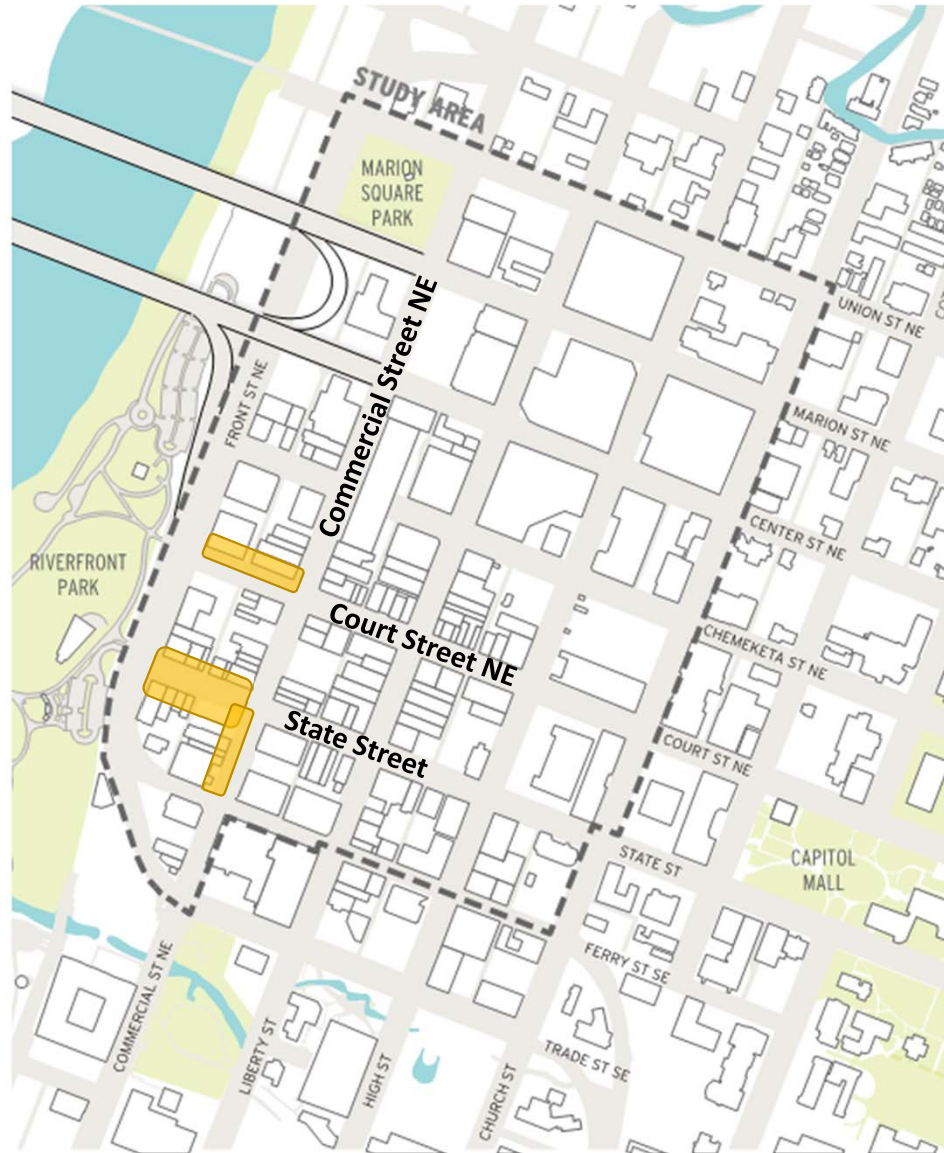 STUDY AREA
MARION
SQUARE
PARK
Commercial Street NE
UNION ST NE
FRONT ST NE
MARION ST NE
CENTER ST NE
RIVERFRONT
PARK
Court Street NE
CHEMEKETA ST NE
State Street
COURT ST NE
STATE ST
CAPITOL
MALL
FERRY ST SE
COMMERCIAL ST NE
LIBERTY ST
HIGH ST
CHURCH ST
TRADE ST SE